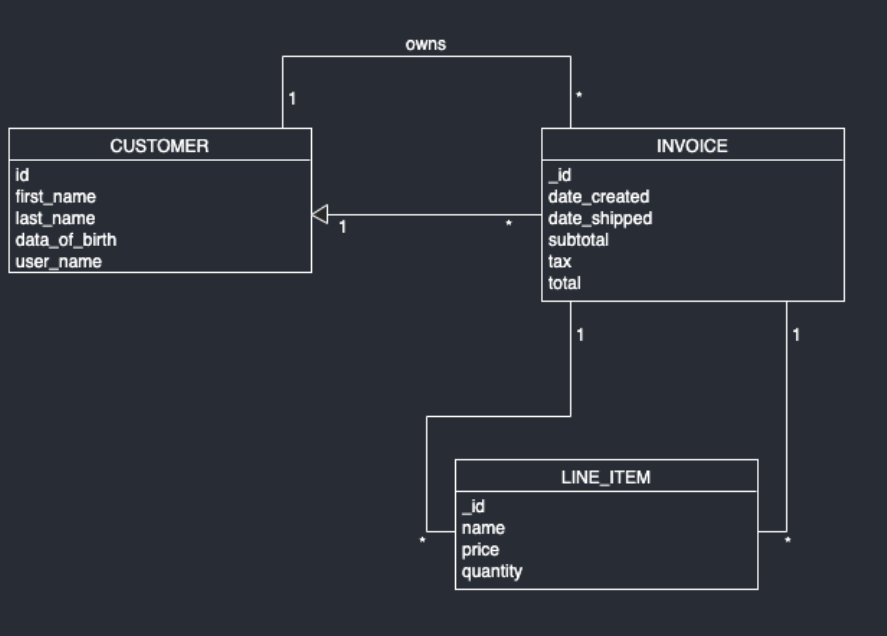 owns
1
*
CUSTOMER
id
first_name
last_name
data_of_birth
user_name
1
*
INVOICE
_id
date_created
date_shipped
subtotal
tax
total
1
1
LINE_ITEM
_id
name
price
quantity
*
*